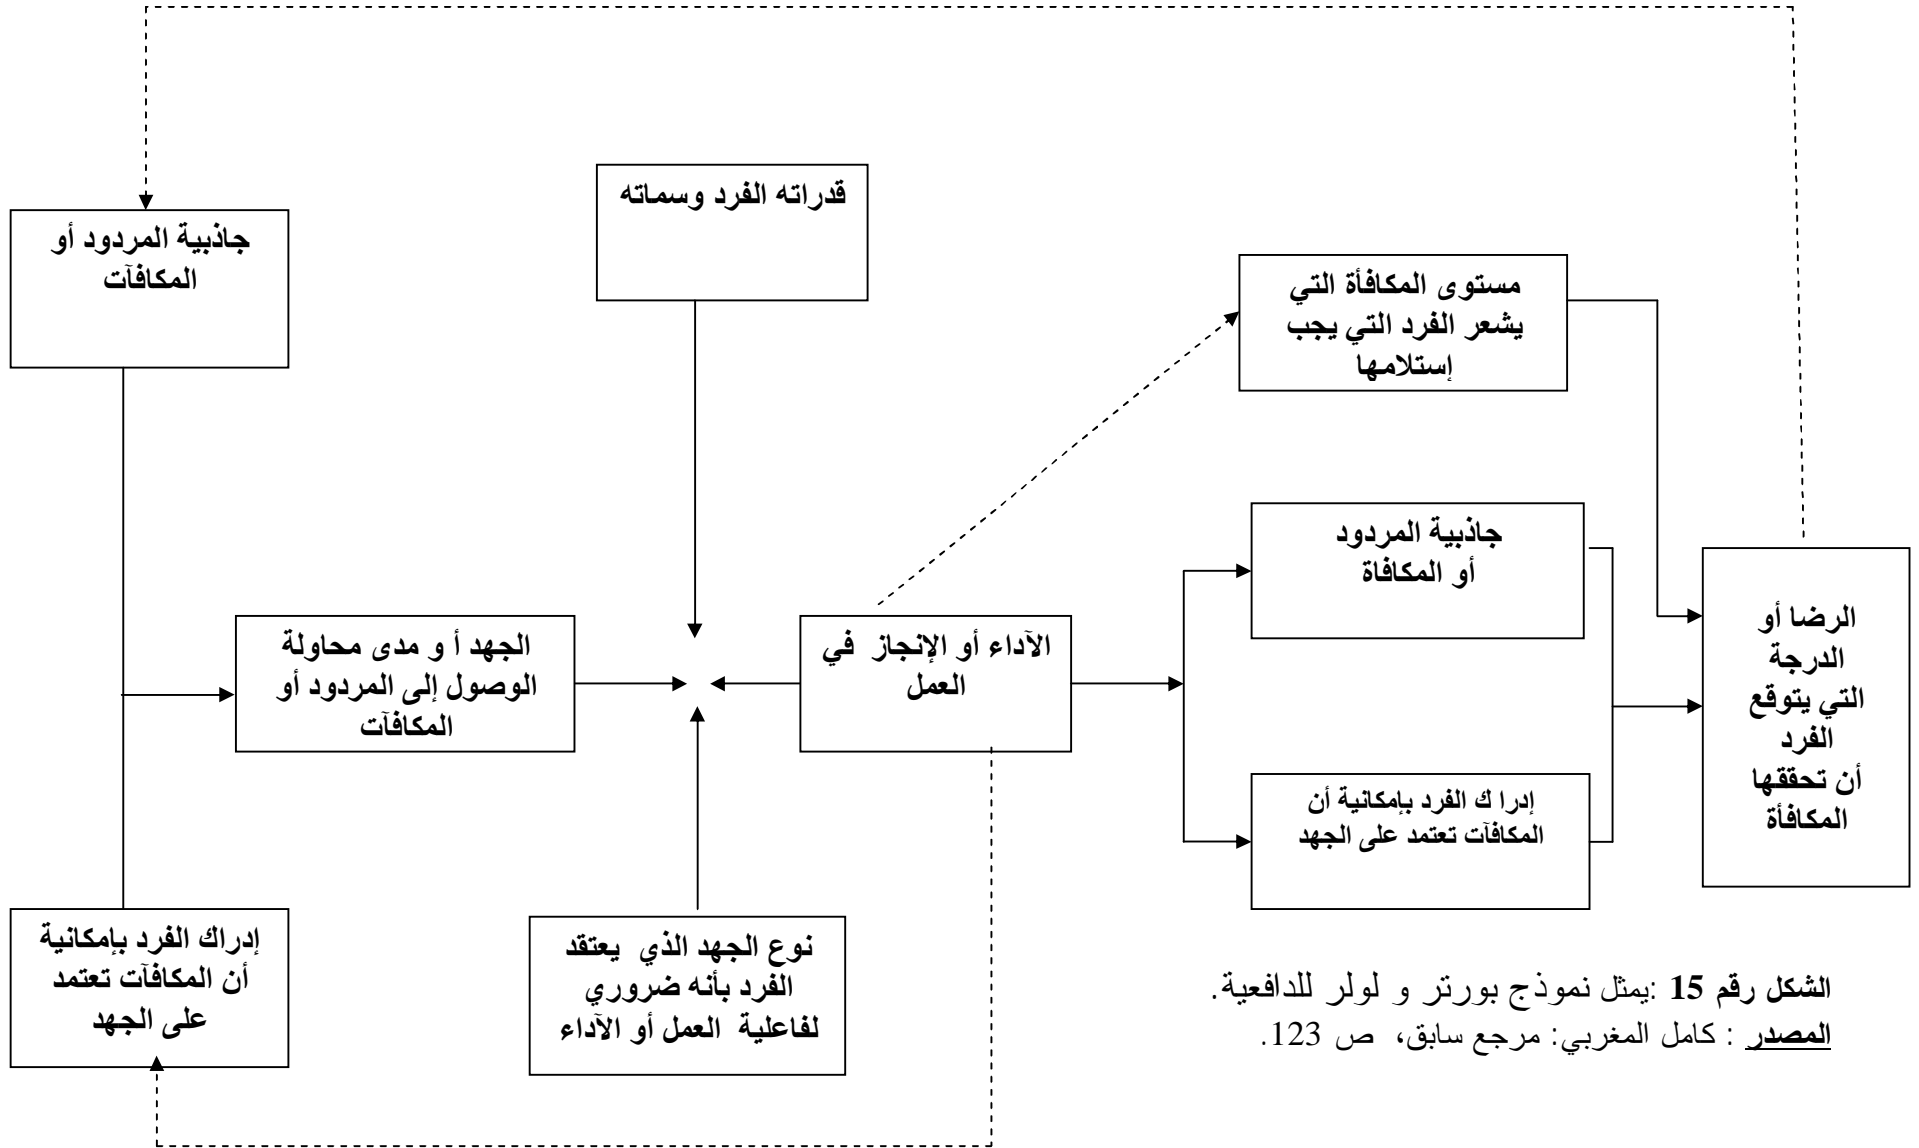 قدراته الفرد وسماته
جاذبية المردود أو
المكافآت
مستوى المكافأة التي
يشعر الفرد التي يجب
إستلامها
جاذبية المردود
أو المكافاة
الرضا أو
الدرجة
التي يتوقع
الفرد
أن تحققها
المكافأة
الآداء أو الإنجاز في
العمل
الجهد أ و مدى محاولة
الوصول إلى المردود أو
المكافآت
إدرا ك الفرد بإمكانية أن
المكافآت تعتمد على الجهد
نوع الجهد الذي يعتقد
الفرد بأنه ضروري
لفاعلية العمل أو الآداء
إدراك الفرد بإمكانية
أن المكافآت تعتمد
على الجهد
الشكل رقم 15 :يمثل نموذج بورتر و لولر للدافعية.
المصدر : كامل المغربي: مرجع سابق، ص 123.